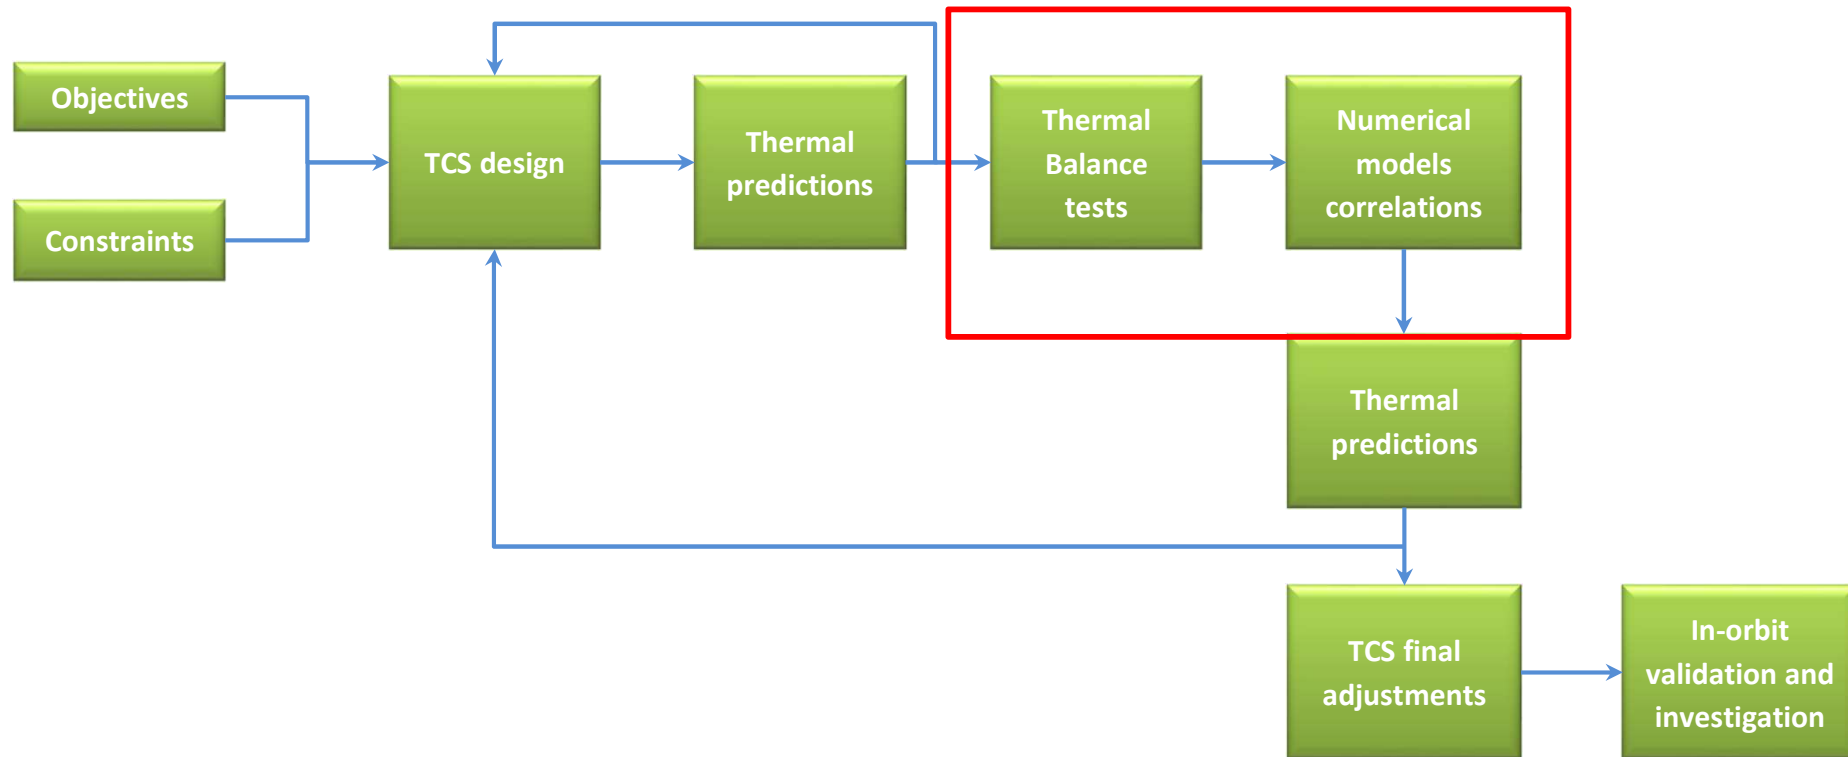 Objectives
Constraints
TCS design
Thermal
predictions
Thermal
Balance
tests
Numerical
models
correlations
Thermal
predictions
TCS final
adjustments
In-orbit
validation and
investigation